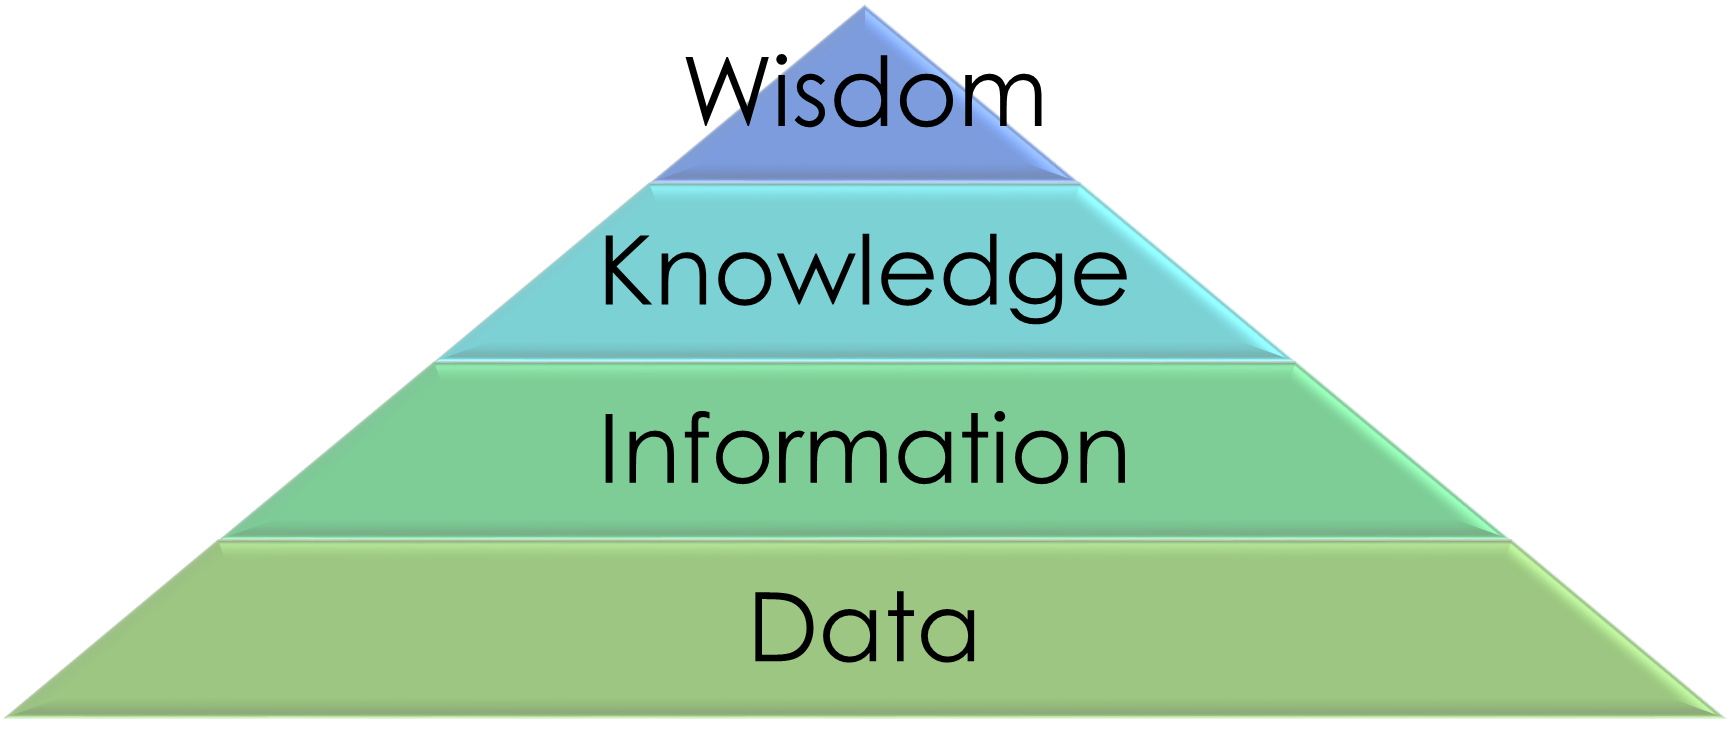 Wisdom
Knowledge
Information
Data